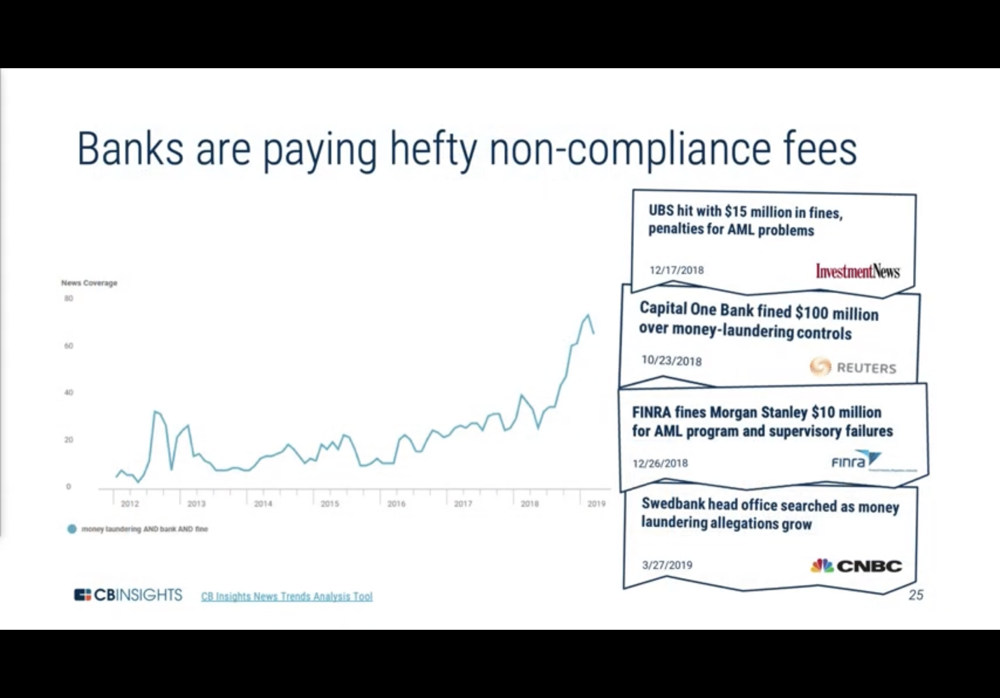 Banks are paying hefty non-compliance fees
News Coverage
80
60
40
20
0
2012 2013 2014 2015 2016 2017 2018 2019
money laundering AND bank AND fine
UBS hit with $15 million in fines,
penalties for AML problems
12/17/2018
InvestmentNews
Capital One Bank fined $100 million
over money-laundering controls
10/23/2018
REUTERS
FINRA fines Morgan Stanley $10 million
for AML program and supervisory failures
12/26/2018
Finra
Swedbank head office searched as money
laundering allegations grow
3/27/2019
CNBC
CBINSIGHTS
CB Insights News Trends Analysis Tool
25